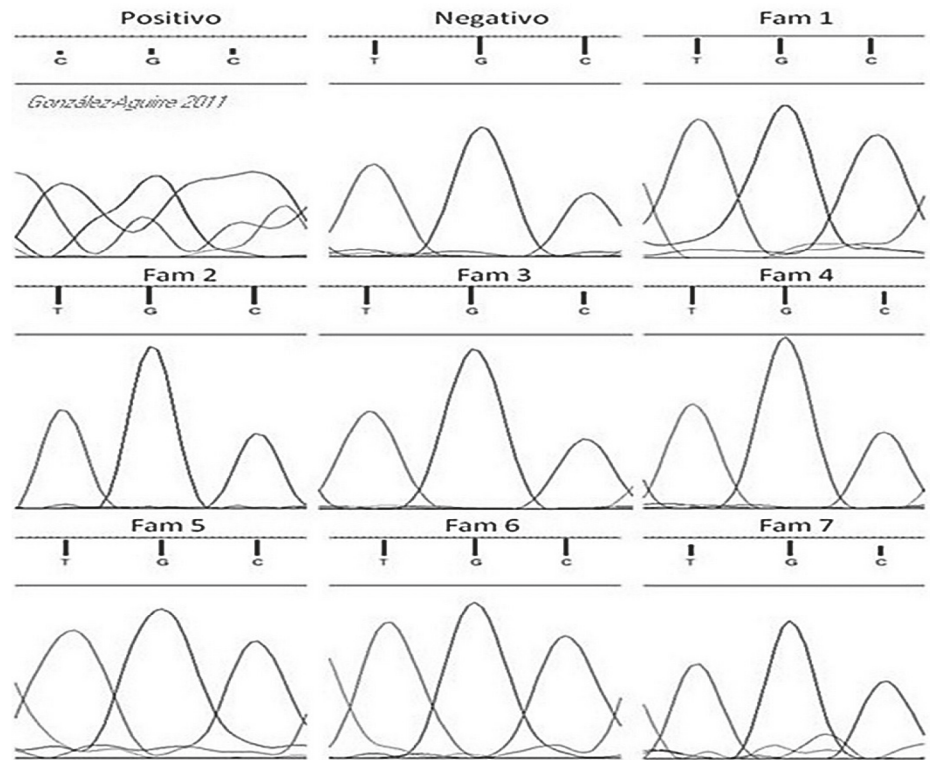 Positivo Negativo Fam 1
C G C T G C T G C
González-Aguirre 2011
Fam 2 Fam 3 Fam 4
T G C T G C T G C
Fam 5 Fam 6 Fam 7
T G C T G C T G C